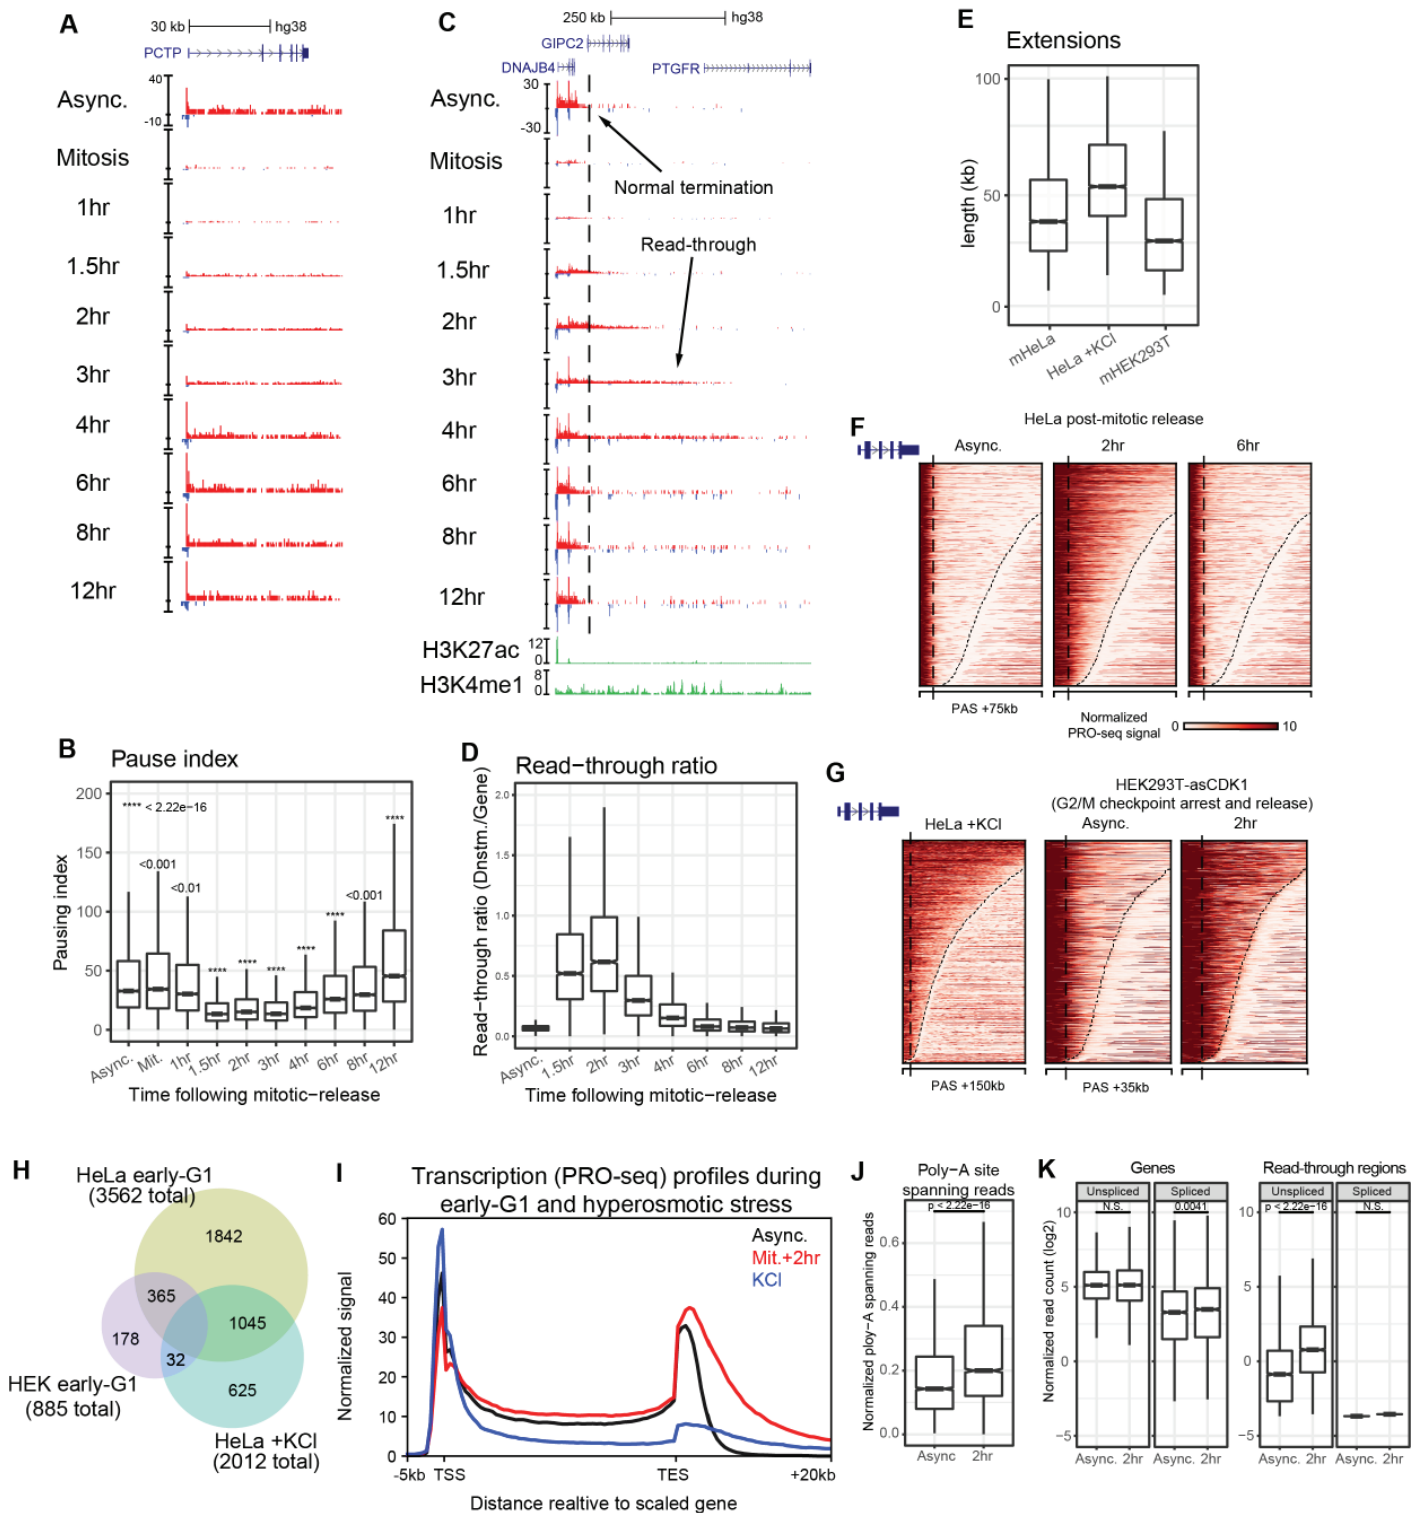 A
30 kb
hg38
PCTP
Async.
40
-10
Mitosis
1hr
1.5hr
2hr
3hr
4hr
6hr
8hr
12hr
C
250 kb
hg38
GIPC2
DNAJB4
PTGFR
Async.
30
-30
Normal termination
Mitosis
1hr
Read-through
1.5hr
2hr
3hr
4hr
6hr
8hr
12hr
H3K27ac
12
0
H3K4me1
8
0
E
Extensions
length (kb)
100
50
0
mHeLa
HeLa +KCl
mHEK293T
F
HeLa post-mitotic release
Async.
2hr
6hr
PAS +75kb
Normalized
PRO-seq signal
0
10
B
Pause index
Pausing index
200
150
100
50
0
**** < 2.22e−16
<0.001
<0.01
****
****
****
****
****
<0.001
****
Async.
Mit.
1hr
1.5hr
2hr
3hr
4hr
6hr
8hr
12hr
Time following mitotic−release
D
Read−through ratio
Read−through ratio (Dnstm./Gene)
2.0
1.5
1.0
0.5
0.0
Async.
1.5hr
2hr
3hr
4hr
6hr
8hr
12hr
Time following mitotic−release
G
HEK293T-asCDK1
(G2/M checkpoint arrest and release)
HeLa +KCl
Async.
2hr
PAS +150kb
PAS +35kb
H
HeLa early-G1
(3562 total)
1842
365
1045
178
32
625
HEK early-G1
(885 total)
HeLa +KCl
(2012 total)
I
Transcription (PRO-seq) profiles during
early-G1 and hyperosmotic stress
Async.
Mit.+2hr
KCl
Normalized signal
60
50
40
30
20
10
0
-5kb
TSS
TES
+20kb
Distance realtive to scaled gene
J
Poly−A site
spanning reads
p < 2.22e−16
Normalized ploy−A spanning reads
0.6
0.4
0.2
0.0
Async
2hr
K
Genes
Read−through regions
Unspliced
Spliced
Unspliced
Spliced
N.S.
0.0041
p < 2.22e−16
N.S.
Normalized read count (log2)
10
5
0
−5
10
5
0
−5
Async. 2hr
Async. 2hr
Async. 2hr
Async. 2hr